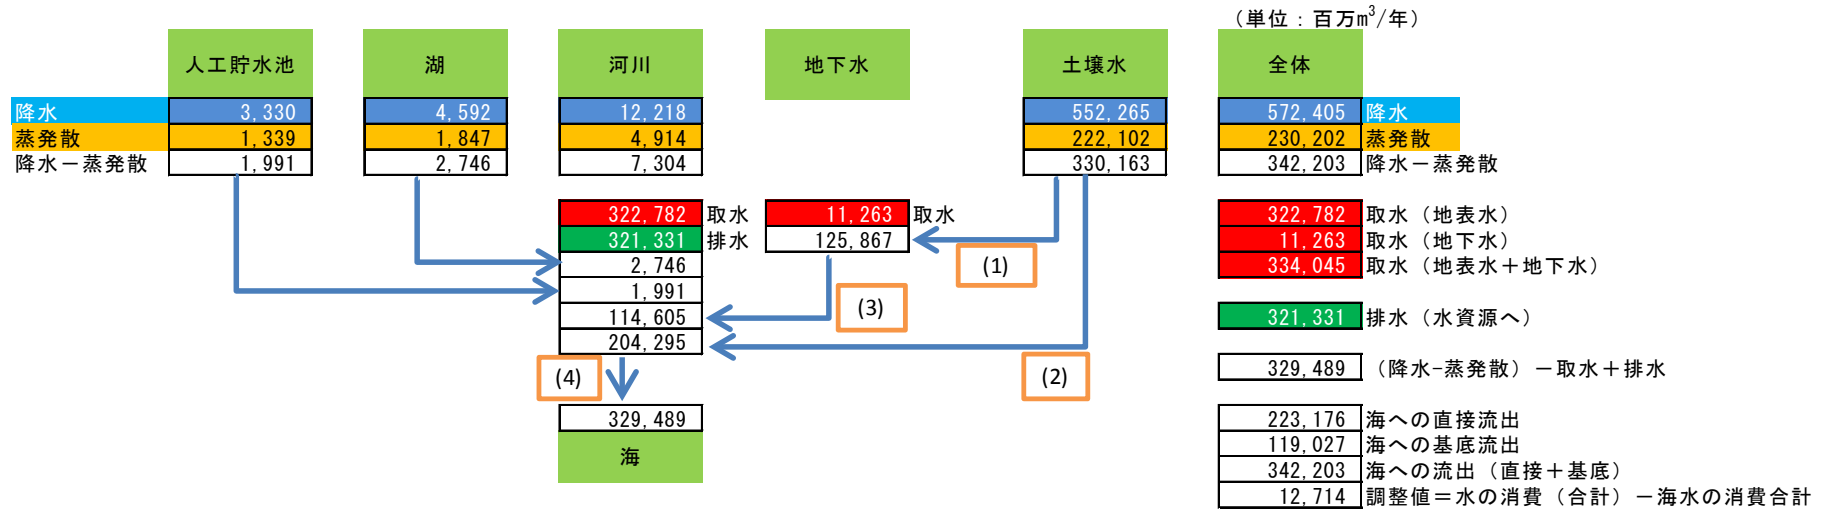 （単位：百万m³/年）
人工貯水池 湖 河川 地下水 土壌水 全体
降水 3,330 4,592 12,218 552,265 572,405 降水
蒸発散 1,339 1,847 4,914 222,102 230,202 蒸発散
降水－蒸発散 1,991 2,746 7,304 330,163 342,203 降水－蒸発散
322,782 取水 11,263 取水 322,782 取水（地表水）
321,331 排水 125,867 11,263 取水（地下水）
2,746 (1) 334,045 取水（地表水＋地下水）
1,991
114,605 (3) 321,331 排水（水資源へ）
204,295
(4) (2) 329,489 （降水-蒸発散）－取水＋排水
329,489 223,176 海への直接流出
119,027 海への基底流出
海 342,203 海への流出（直接＋基底）
12,714 調整値＝水の消費（合計）－海水の消費合計